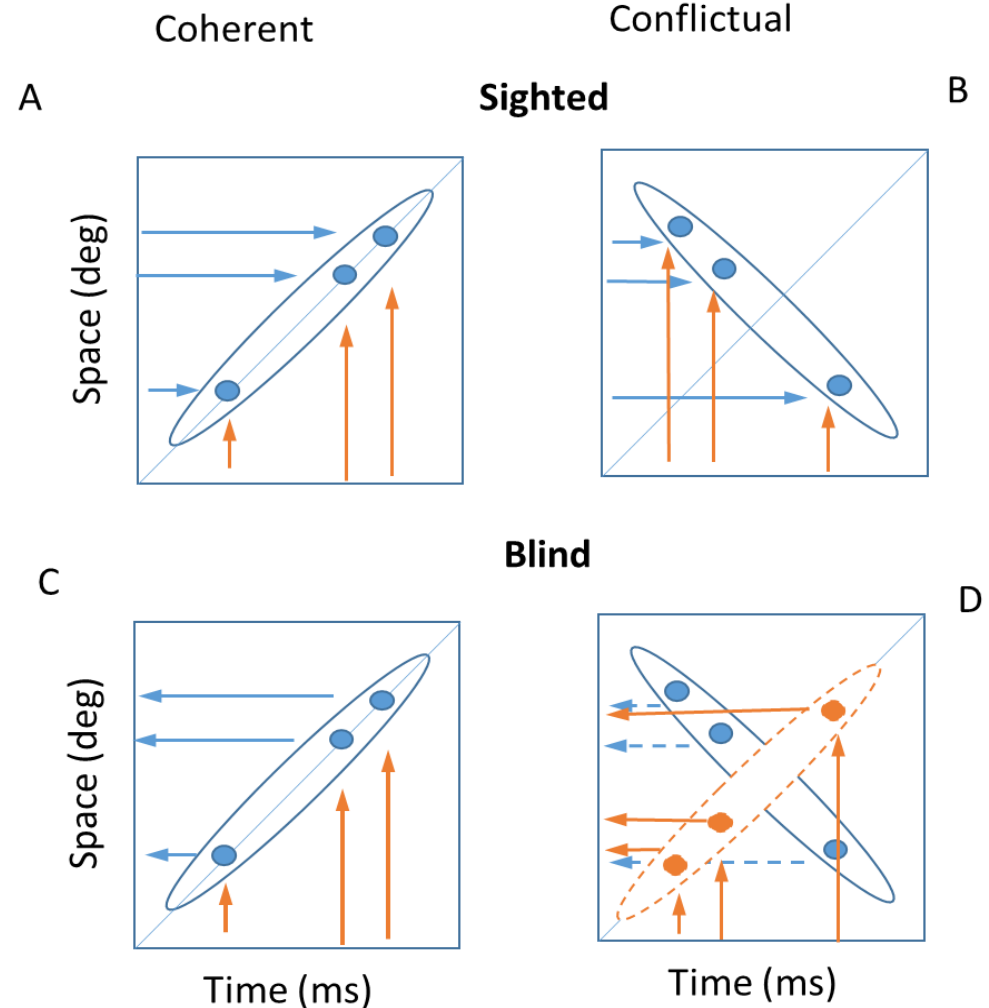 Coherent
Conflictual
A
Sighted
B
Space (deg)
C
Blind
D
Space (deg)
Time (ms)
Time (ms)